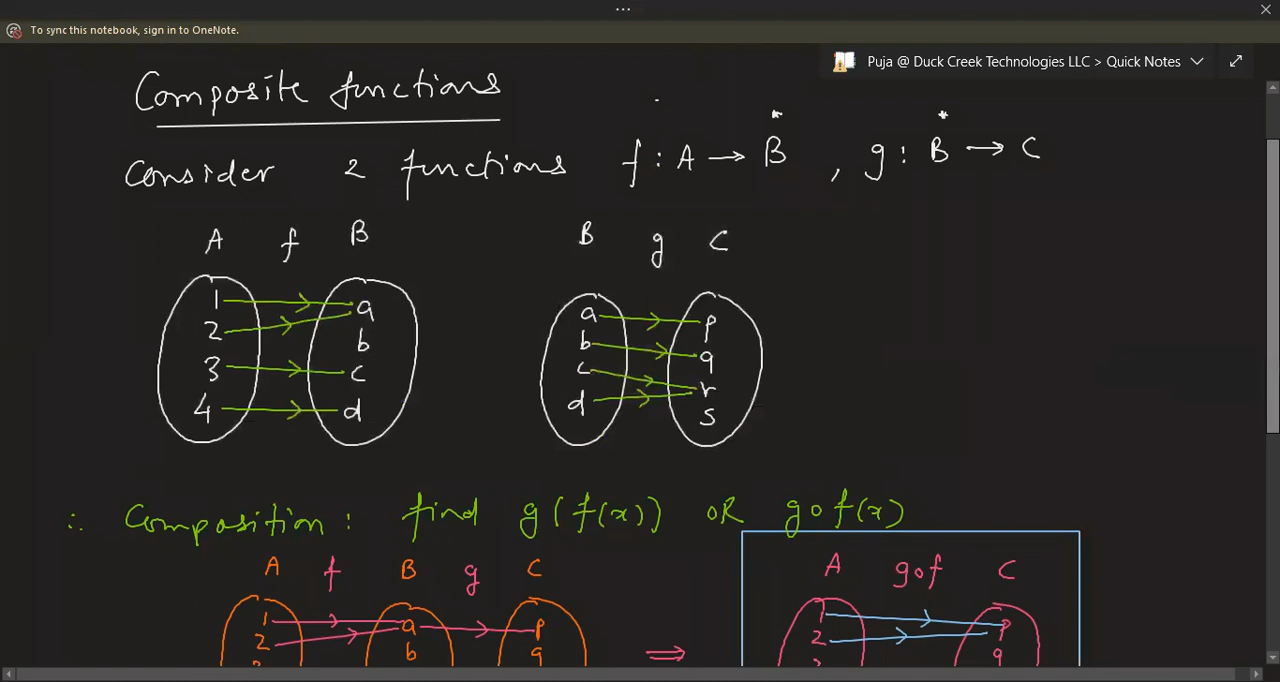 ...
To sync this notebook, sign in to OneNote.
Puja @ Duck Creek Technologies LLC > Quick Notes
Composite functions
Consider 2 functions f : A → B* , g : B* → C
A f B
B g C
1 a
2 b
3 c
4 d
a p
b q
c r
d s
∴ Composition : find g(f(x)) OR gof(x)
A f B g C
1 a p
2 b q
⇒
A gof C
1 p
2 q